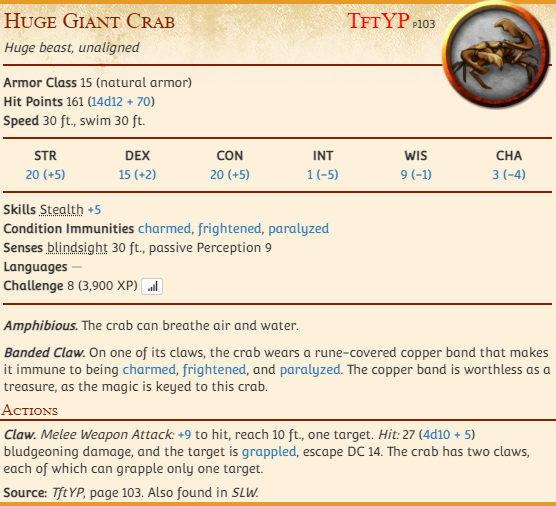 Huge Giant Crab TftYP p103
Huge beast, unaligned
Armor Class 15 (natural armor)
Hit Points 161 (14d12 + 70)
Speed 30 ft., swim 30 ft.
STR DEX CON INT WIS CHA
20 (+5) 15 (+2) 20 (+5) 1 (−5) 9 (−1) 3 (−4)
Skills Stealth +5
Condition Immunities charmed, frightened, paralyzed
Senses blindsight 30 ft., passive Perception 9
Languages —
Challenge 8 (3,900 XP)
Amphibious. The crab can breathe air and water.
Banded Claw. On one of its claws, the crab wears a rune-covered copper band that makes
it immune to being charmed, frightened, and paralyzed. The copper band is worthless as a
treasure, as the magic is keyed to this crab.
Actions
Claw. Melee Weapon Attack: +9 to hit, reach 10 ft., one target. Hit: 27 (4d10 + 5)
bludgeoning damage, and the target is grappled, escape DC 14. The crab has two claws,
each of which can grapple only one target.
Source: TftYP, page 103. Also found in SLW.